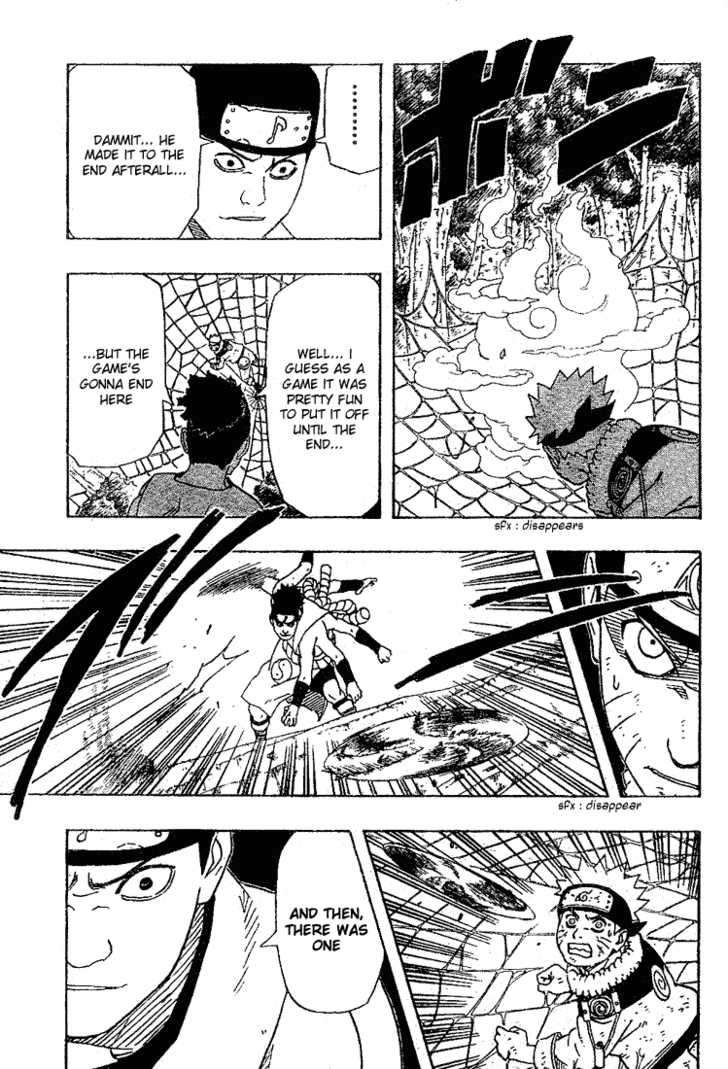 ボン
sfx : disappears
........
DAMMIT... HE
MADE IT TO THE
END AFTERALL...
WELL... I
GUESS AS A
GAME IT WAS
PRETTY FUN
TO PUT IT OFF
UNTIL THE
END...
...BUT THE
GAME'S
GONNA END
HERE
sfx : disappear
AND THEN,
THERE WAS
ONE